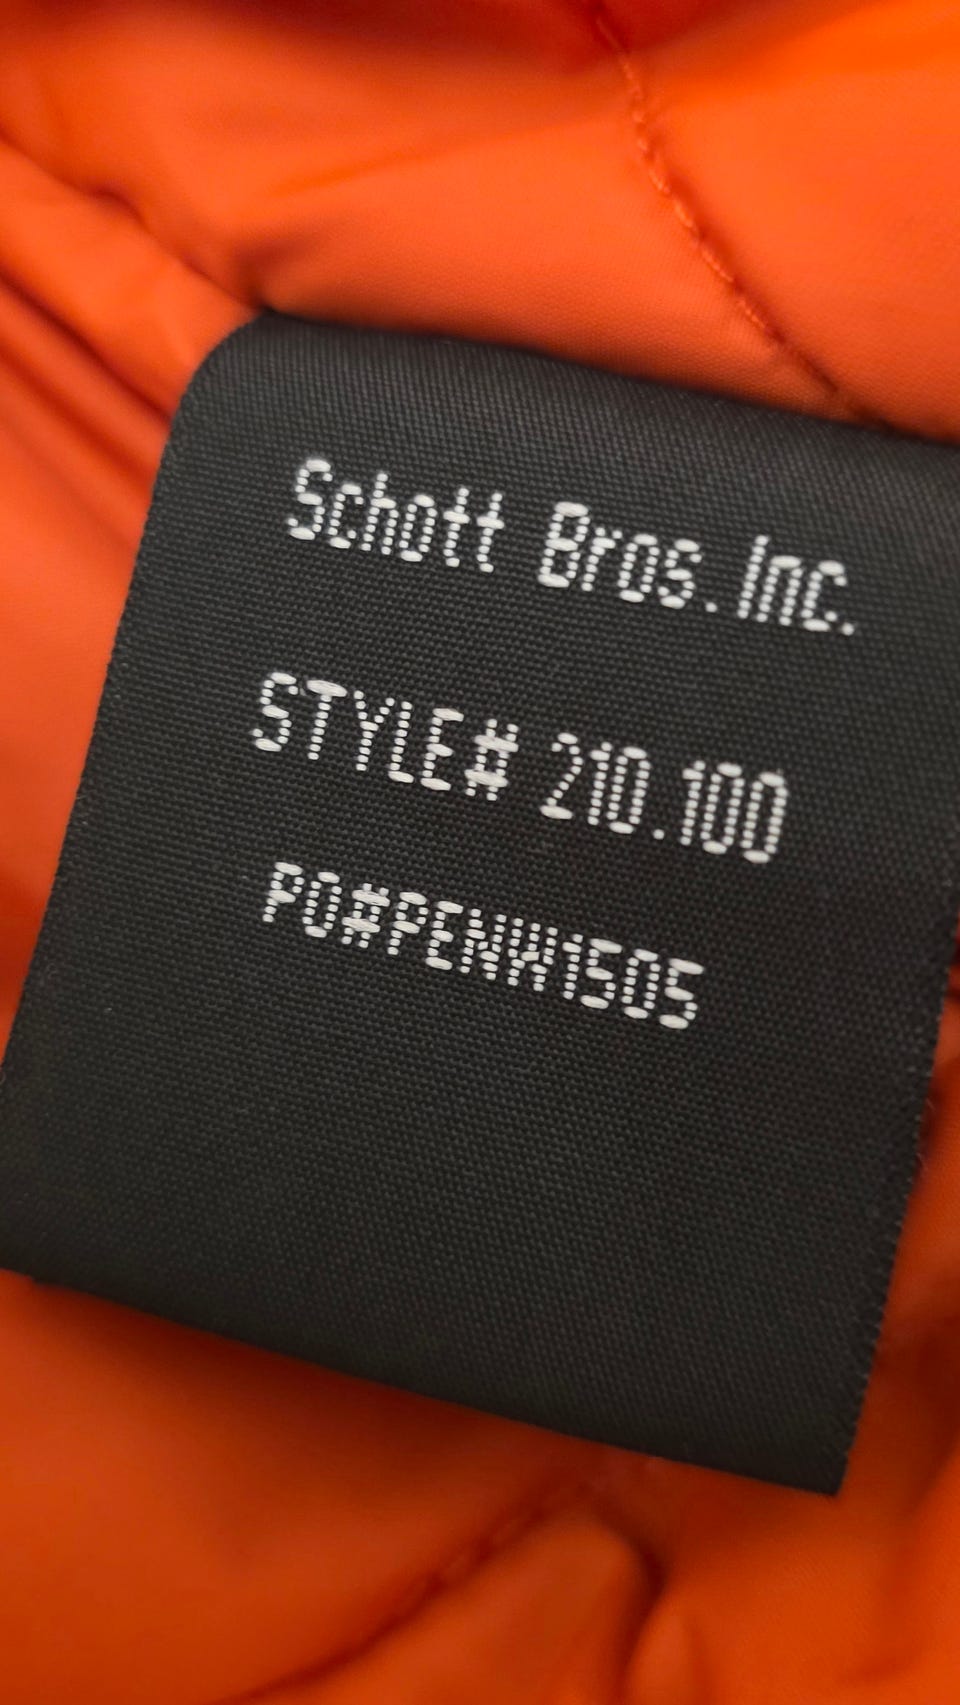 Schott Bros. Inc.
STYLE# 210.100
PO#PENW1505